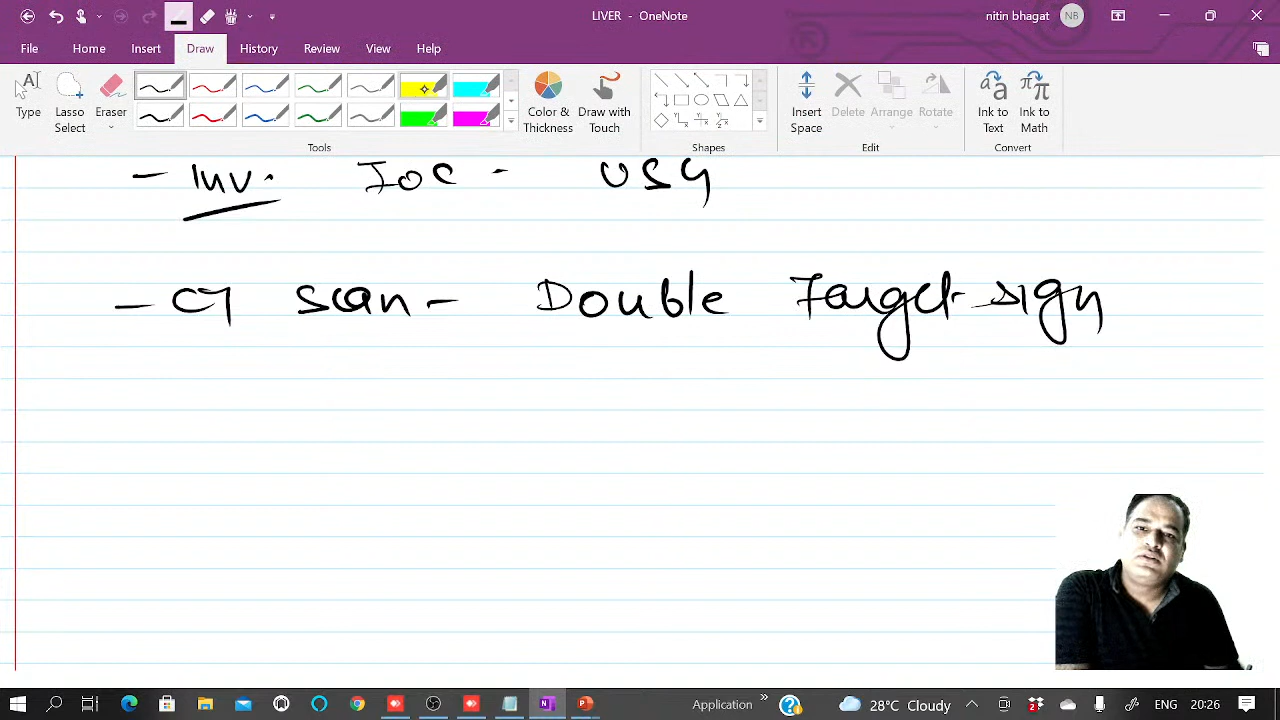 LIVER - OneNote
nitin bhagat NB
File Home Insert Draw History Review View Help
Type Lasso Select Eraser Color & Thickness Draw with Touch Insert Space Delete Arrange Rotate Ink to Text Ink to Math
Tools Shapes Edit Convert
- Inv. IOC - USG
- CT Scan - Double Target sign
Application 28°C Cloudy 2 ENG 20:26